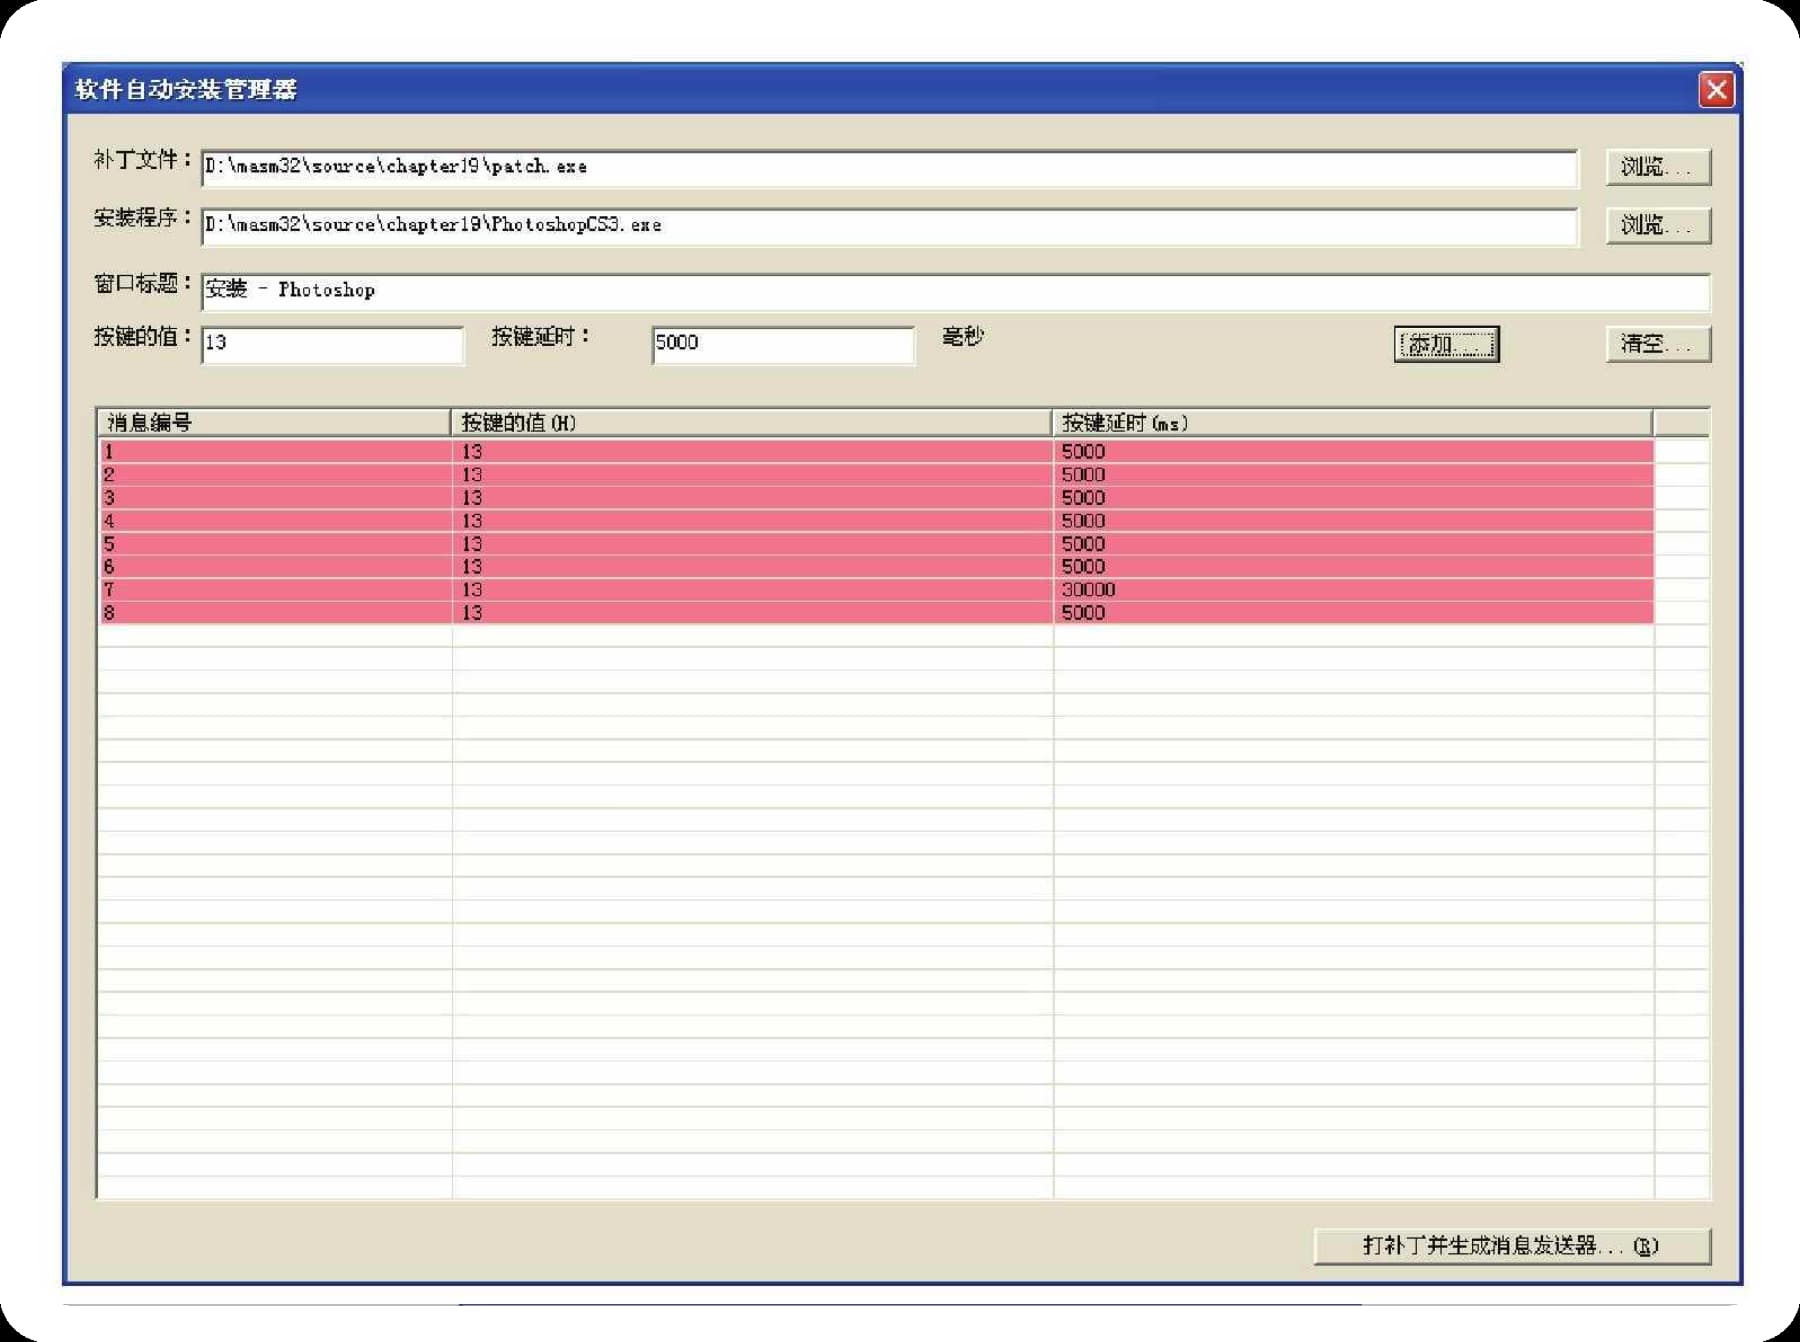 软件自动安装管理器
补丁文件： D:\masm32\source\chapter19\patch.exe 浏览...
安装程序： D:\masm32\source\chapter19\PhotoshopCS3.exe 浏览...
窗口标题： 安装 - Photoshop
按键的值： 13 按键延时： 5000 毫秒 添加... 清空...
消息编号 按键的值(H) 按键延时(ms)
1 13 5000
2 13 5000
3 13 5000
4 13 5000
5 13 5000
6 13 5000
7 13 30000
8 13 5000
打补丁并生成消息发送器...(R)